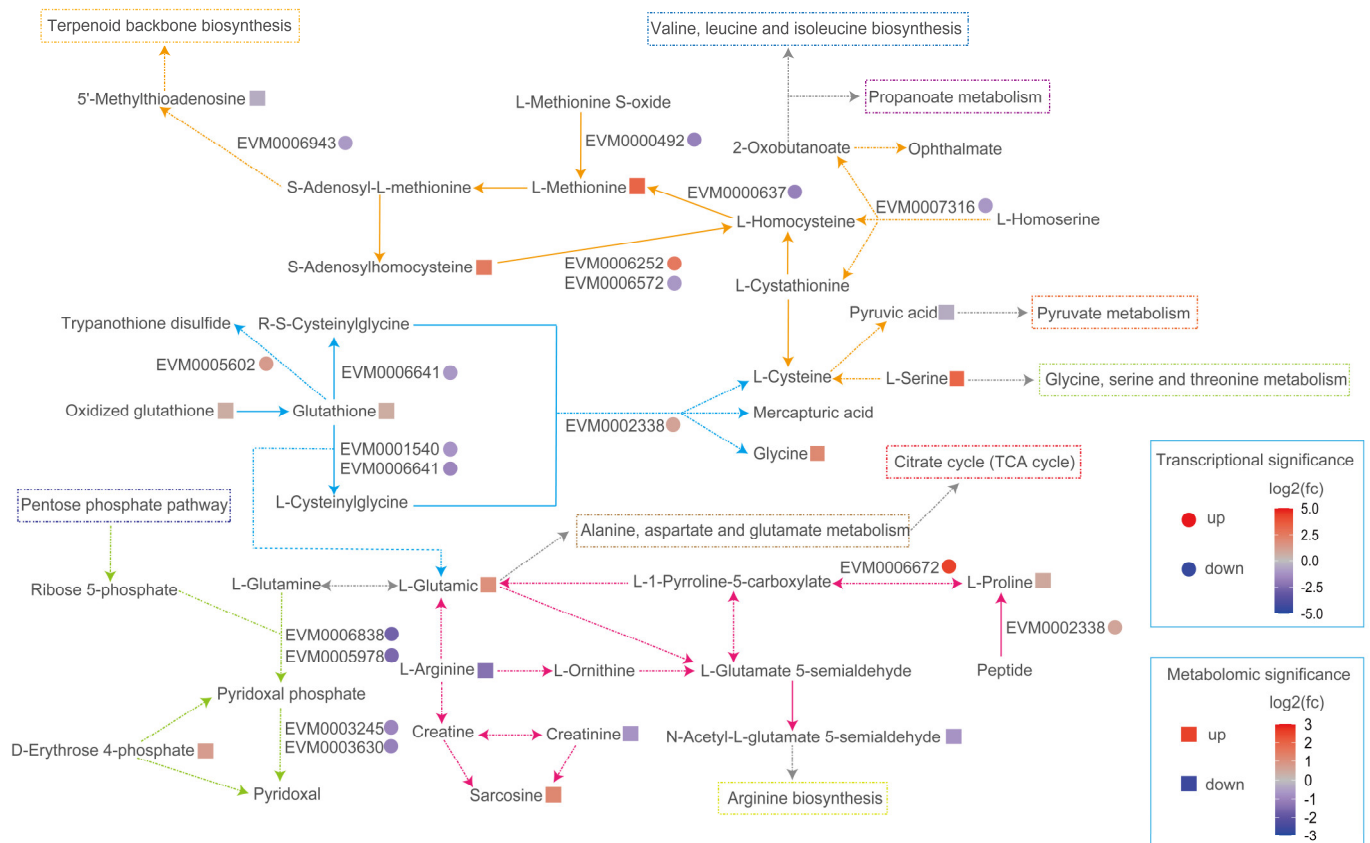 Terpenoid backbone biosynthesis
Valine, leucine and isoleucine biosynthesis
5'-Methylthioadenosine
L-Methionine S-oxide
Propanoate metabolism
EVM0006943
EVM0000492
2-Oxobutanoate
Ophthalmate
S-Adenosyl-L-methionine
L-Methionine
EVM0000637
EVM0007316
L-Homocysteine
L-Homoserine
S-Adenosylhomocysteine
EVM0006252
EVM0006572
L-Cystathionine
Trypanothione disulfide
R-S-Cysteinylglycine
Pyruvic acid
Pyruvate metabolism
EVM0005602
EVM0006641
L-Cysteine
L-Serine
Glycine, serine and threonine metabolism
Oxidized glutathione
Glutathione
EVM0002338
Mercapturic acid
EVM0001540
EVM0006641
Glycine
Citrate cycle (TCA cycle)
Pentose phosphate pathway
L-Cysteinylglycine
Alanine, aspartate and glutamate metabolism
Ribose 5-phosphate
L-Glutamine
L-Glutamic
L-1-Pyrroline-5-carboxylate
EVM0006672
L-Proline
EVM0006838
EVM0005978
EVM0002338
L-Arginine
L-Ornithine
L-Glutamate 5-semialdehyde
Peptide
Pyridoxal phosphate
EVM0003245
EVM0003630
D-Erythrose 4-phosphate
Creatine
Creatinine
N-Acetyl-L-glutamate 5-semialdehyde
Pyridoxal
Sarcosine
Arginine biosynthesis
Transcriptional significance
log2(fc)
up
down
5.0
2.5
0.0
-2.5
-5.0
Metabolomic significance
log2(fc)
up
down
3
2
1
0
-1
-2
-3